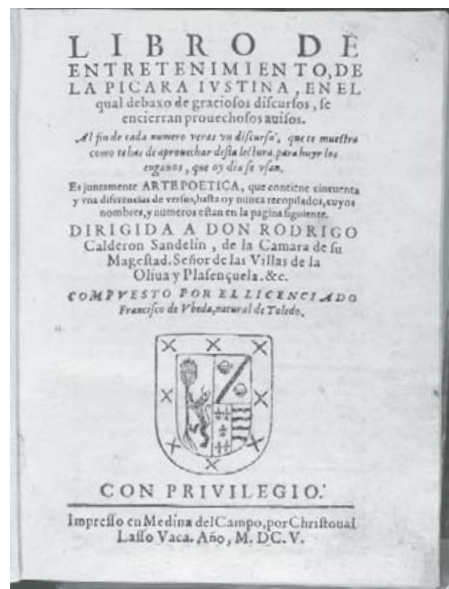 LIBRO DE
ENTRETENIMIENTO, DE
LA PICARA IVSTINA, EN EL
qual debaxo de graciosos discursos, se
encierran prouechosos auisos.
Al fin de cada numero veras vn discurso, que te muestra
como te has de aprouechar desta lectura, para huyr los
engaños, que oy dia se vsan.
Es juntamente ARTE POETICA, que contiene cincuenta
y vna diferencias de versos, hasta oy nunca recopilados, cuyos
nombres, y numeros estan en la pagina siguiente.
DIRIGIDA A DON RODRIGO
Calderon Sandelin, de la Camara de su
Magestad. Señor de las Villas de la
Oliua y Plasençuela. &c.
COMPVESTO POR EL LICENCIADO
Francisco de Vbeda, natural de Toledo.
CON PRIVILEGIO.
Impresso en Medina del Campo, por Christoual
Lasso Vaca. Año, M. DC. V.